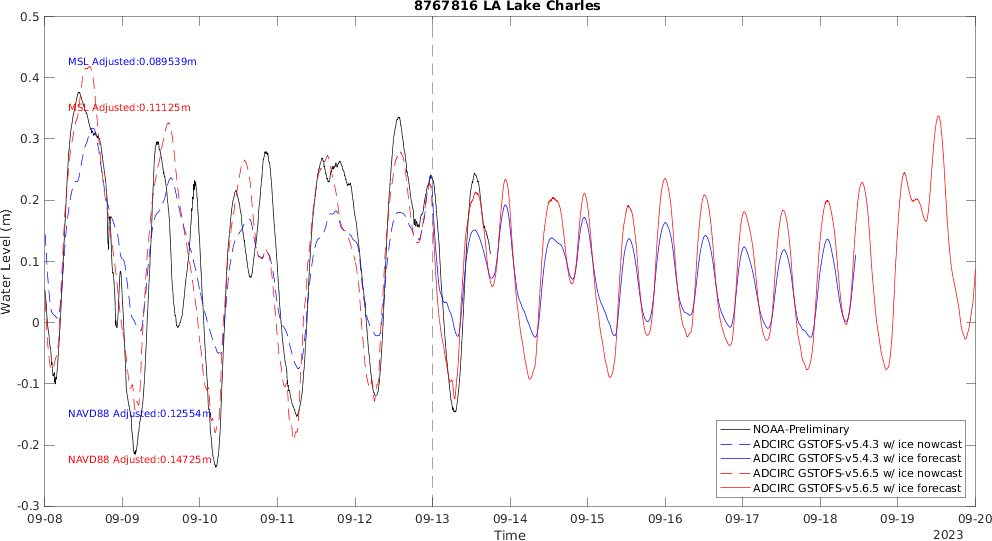 8767816 LA Lake Charles
0.5
0.4
0.3
0.2
0.1
0
-0.1
-0.2
-0.3
Water Level (m)
MSL Adjusted:0.089539m
MSL Adjusted:0.11125m
NAVD88 Adjusted:0.12554m
NAVD88 Adjusted:0.14725m
NOAA-Preliminary
ADCIRC GSTOFS-v5.4.3 w/ ice nowcast
ADCIRC GSTOFS-v5.4.3 w/ ice forecast
ADCIRC GSTOFS-v5.6.5 w/ ice nowcast
ADCIRC GSTOFS-v5.6.5 w/ ice forecast
09-08 09-09 09-10 09-11 09-12 09-13 09-14 09-15 09-16 09-17 09-18 09-19 09-20
Time
2023